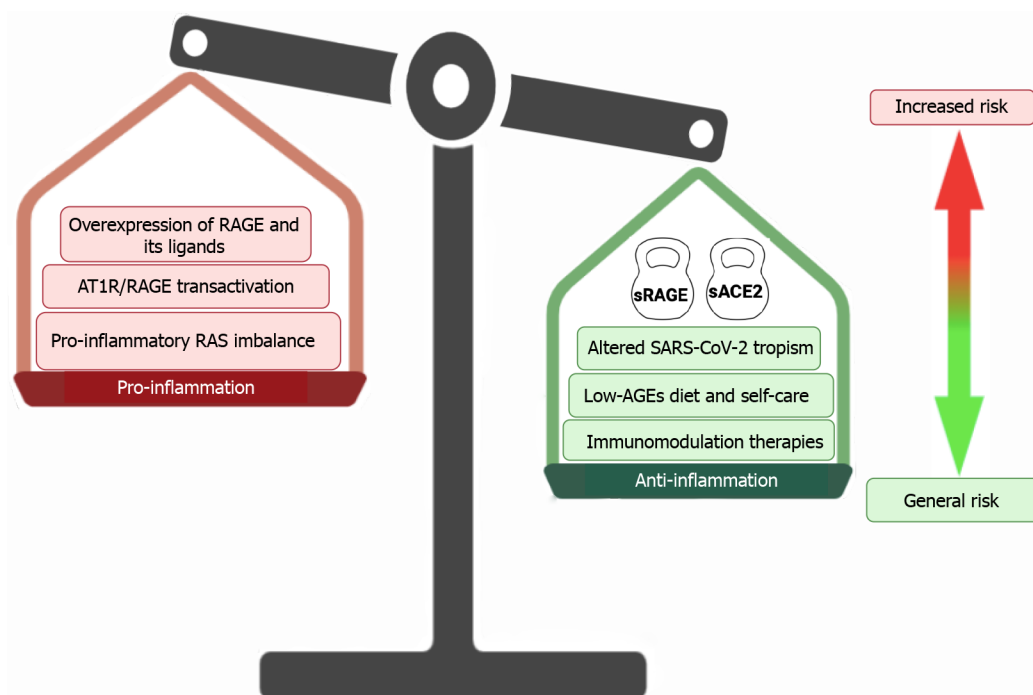 Increased risk
Overexpression of RAGE and
its ligands
AT1R/RAGE transactivation
Pro-inflammatory RAS imbalance
Pro-inflammation
sRAGE
sACE2
Altered SARS-CoV-2 tropism
Low-AGEs diet and self-care
Immunomodulation therapies
Anti-inflammation
General risk